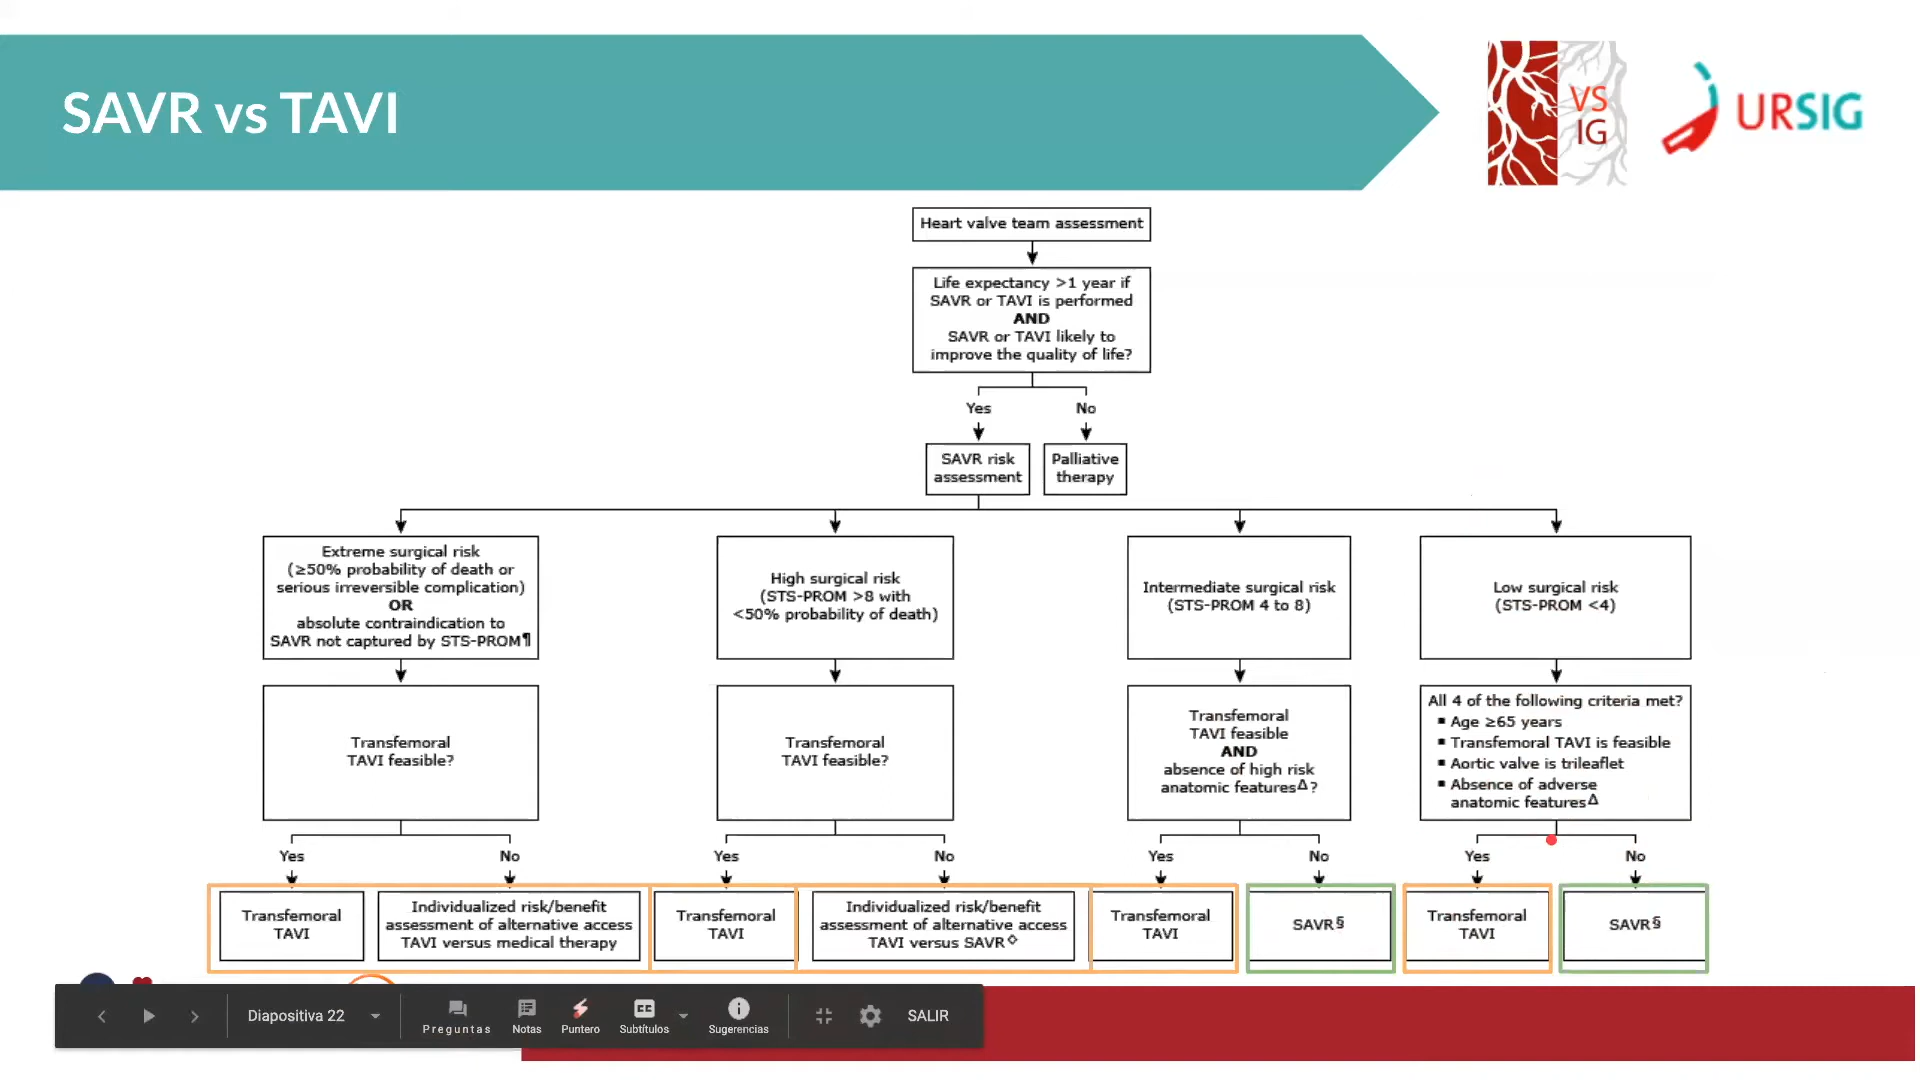 SAVR vs TAVI
VS
IG
URSIG
Heart valve team assessment
Life expectancy >1 year if
SAVR or TAVI is performed
AND
SAVR or TAVI likely to
improve the quality of life?
Yes
No
SAVR risk
assessment
Palliative
therapy
Extreme surgical risk
(≥50% probability of death or
serious irreversible complication)
OR
absolute contraindication to
SAVR not captured by STS-PROM¶
High surgical risk
(STS-PROM >8 with
<50% probability of death)
Intermediate surgical risk
(STS-PROM 4 to 8)
Low surgical risk
(STS-PROM <4)
Transfemoral
TAVI feasible?
Transfemoral
TAVI feasible?
Transfemoral
TAVI feasible
AND
absence of high risk
anatomic featuresΔ?
All 4 of the following criteria met?
▪ Age ≥65 years
▪ Transfemoral TAVI is feasible
▪ Aortic valve is trileaflet
▪ Absence of adverse
anatomic featuresΔ
Yes
No
Yes
No
Yes
No
Yes
No
Transfemoral
TAVI
Individualized risk/benefit
assessment of alternative access
TAVI versus medical therapy
Transfemoral
TAVI
Individualized risk/benefit
assessment of alternative access
TAVI versus SAVR◇
Transfemoral
TAVI
SAVR§
Transfemoral
TAVI
SAVR§
Diapositiva 22
Preguntas
Notas
Puntero
CC
Subtítulos
Sugerencias
SALIR